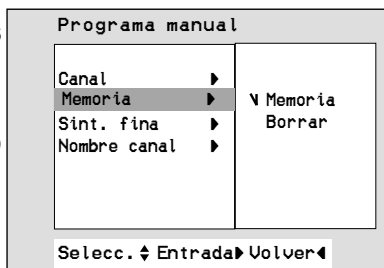 Programa manual
Canal
Memoria
Sint. fina
Nombre canal
Memoria
Borrar
Selecc. Entrada Volver